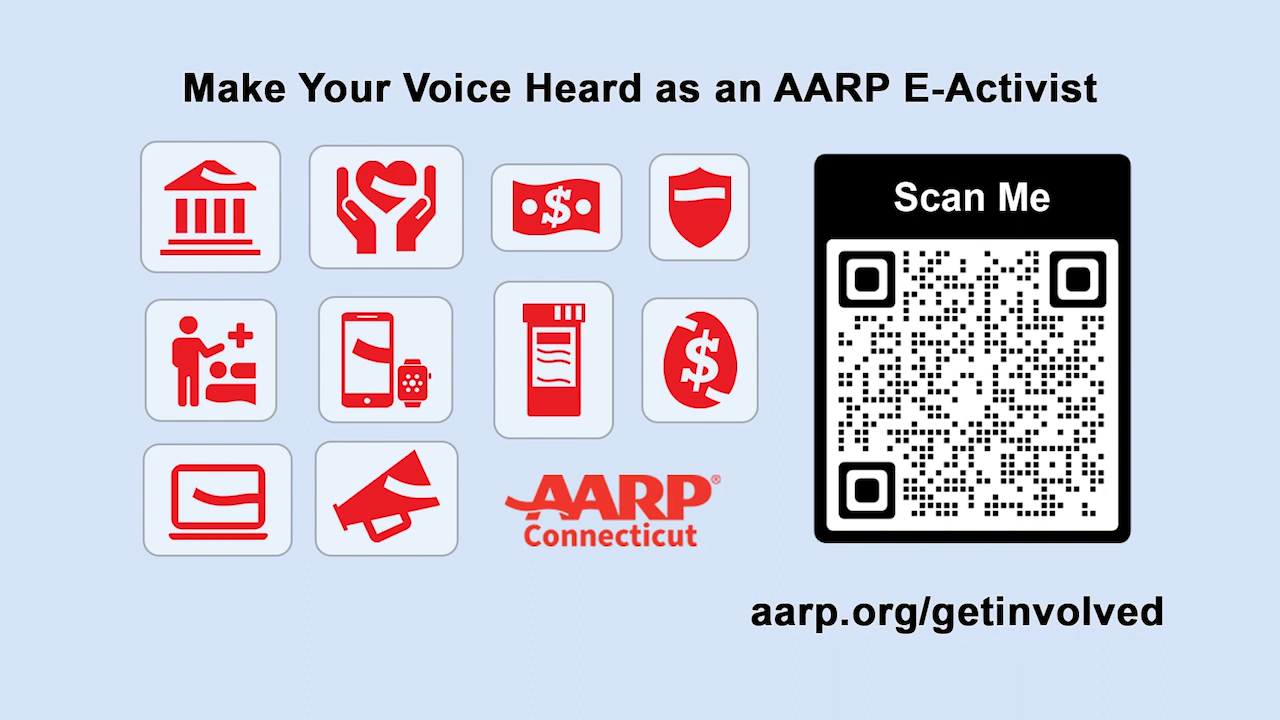 Make Your Voice Heard as an AARP E-Activist
Scan Me
$
$
AARP®
Connecticut
aarp.org/getinvolved